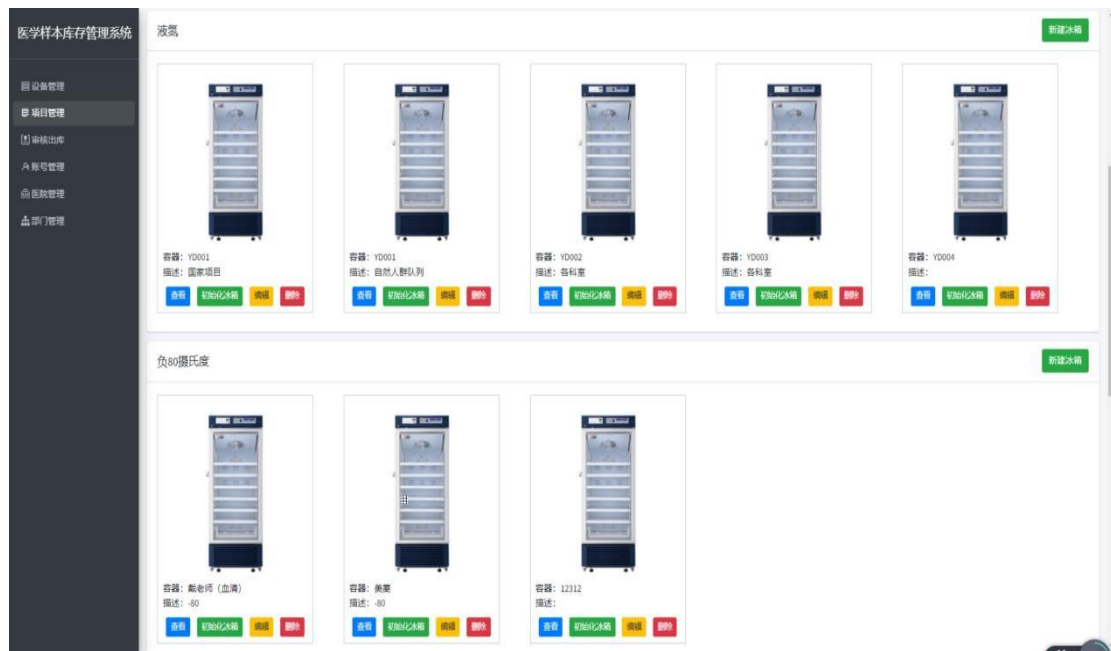 医学样本库存管理系统
设备管理
项目管理
审核出库
账号管理
医院管理
部门管理
液氮
新建冰箱
容器：YD001
描述：国家项目
查看 初始化冰箱 编辑 删除
容器：YD001
描述：自然人群队列
查看 初始化冰箱 编辑 删除
容器：YD002
描述：各科室
查看 初始化冰箱 编辑 删除
容器：YD003
描述：各科室
查看 初始化冰箱 编辑 删除
容器：YD004
描述：
查看 初始化冰箱 编辑 删除
负80摄氏度
新建冰箱
容器：戴老师（血清）
描述：-80
查看 初始化冰箱 编辑 删除
容器：美菱
描述：-80
查看 初始化冰箱 编辑 删除
容器：12312
描述：
查看 初始化冰箱 编辑 删除